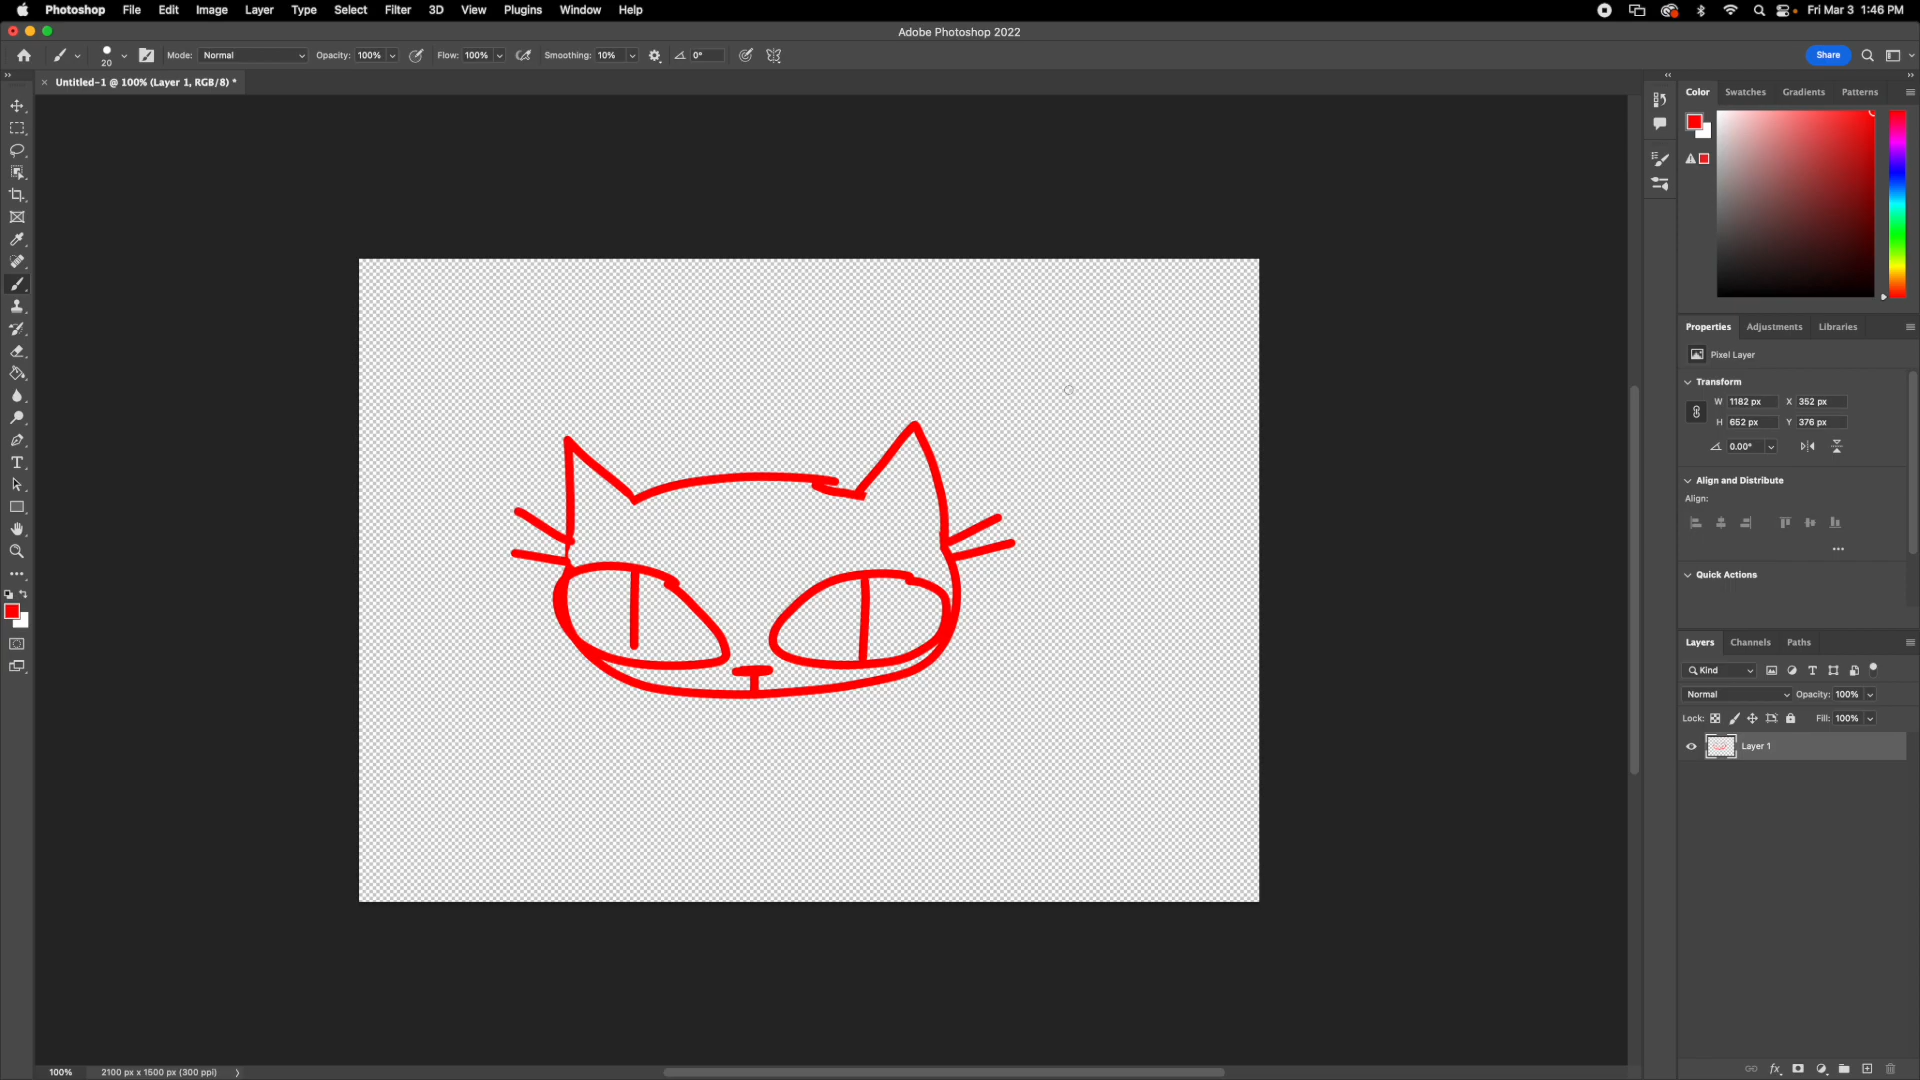 Photoshop File Edit Image Layer Type Select Filter 3D View Plugins Window Help Fri Mar 3 1:46 PM
Adobe Photoshop 2022
20 Mode: Normal Opacity: 100% Flow: 100% Smoothing: 10% 0° Share
× Untitled-1 @ 100% (Layer 1, RGB/8) *
Color Swatches Gradients Patterns
Properties Adjustments Libraries
Pixel Layer
Transform
W 1182 px X 352 px
H 652 px Y 376 px
0.00°
Align and Distribute
Align:
Quick Actions
Layers Channels Paths
Kind
Normal Opacity: 100%
Lock: Fill: 100%
Layer 1
100% 2100 px x 1500 px (300 ppi)